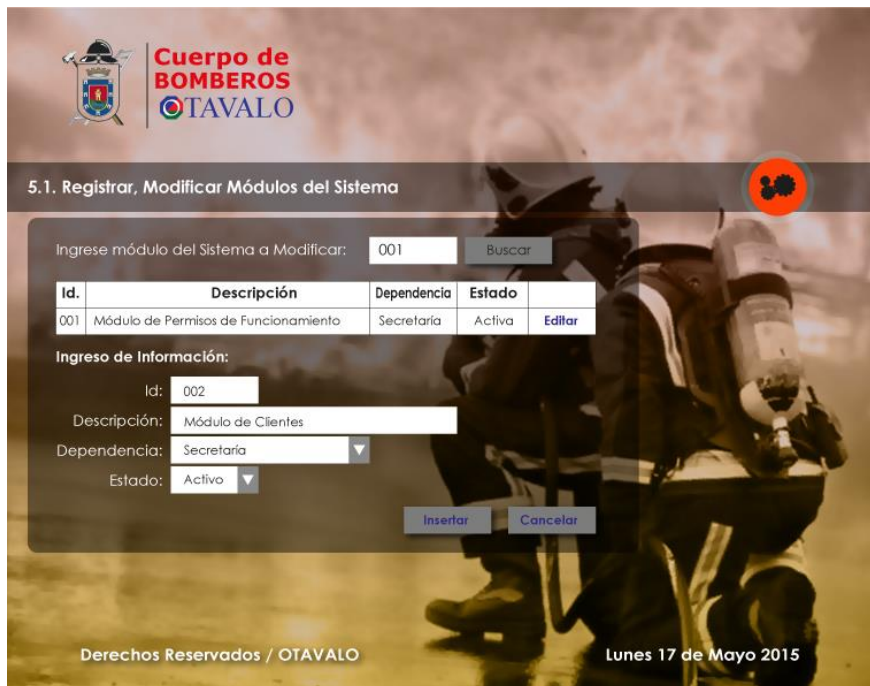 Cuerpo de
BOMBEROS
OTAVALO
5.1. Registrar, Modificar Módulos del Sistema
Ingrese módulo del Sistema a Modificar: 001 Buscar
Id. Descripción Dependencia Estado
001 Módulo de Permisos de Funcionamiento Secretaría Activa Editar
Ingreso de Información:
Id: 002
Descripción: Módulo de Clientes
Dependencia: Secretaría
Estado: Activo
Insertar Cancelar
Derechos Reservados / OTAVALO Lunes 17 de Mayo 2015